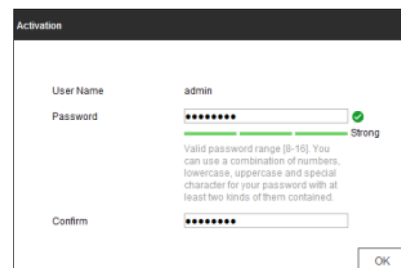 Activation
User Name admin
Password ●●●●●●●●
Strong
Valid password range [8-16]. You
can use a combination of numbers,
lowercase, uppercase and special
character for your password with at
least two kinds of them contained.
Confirm ●●●●●●●●
OK